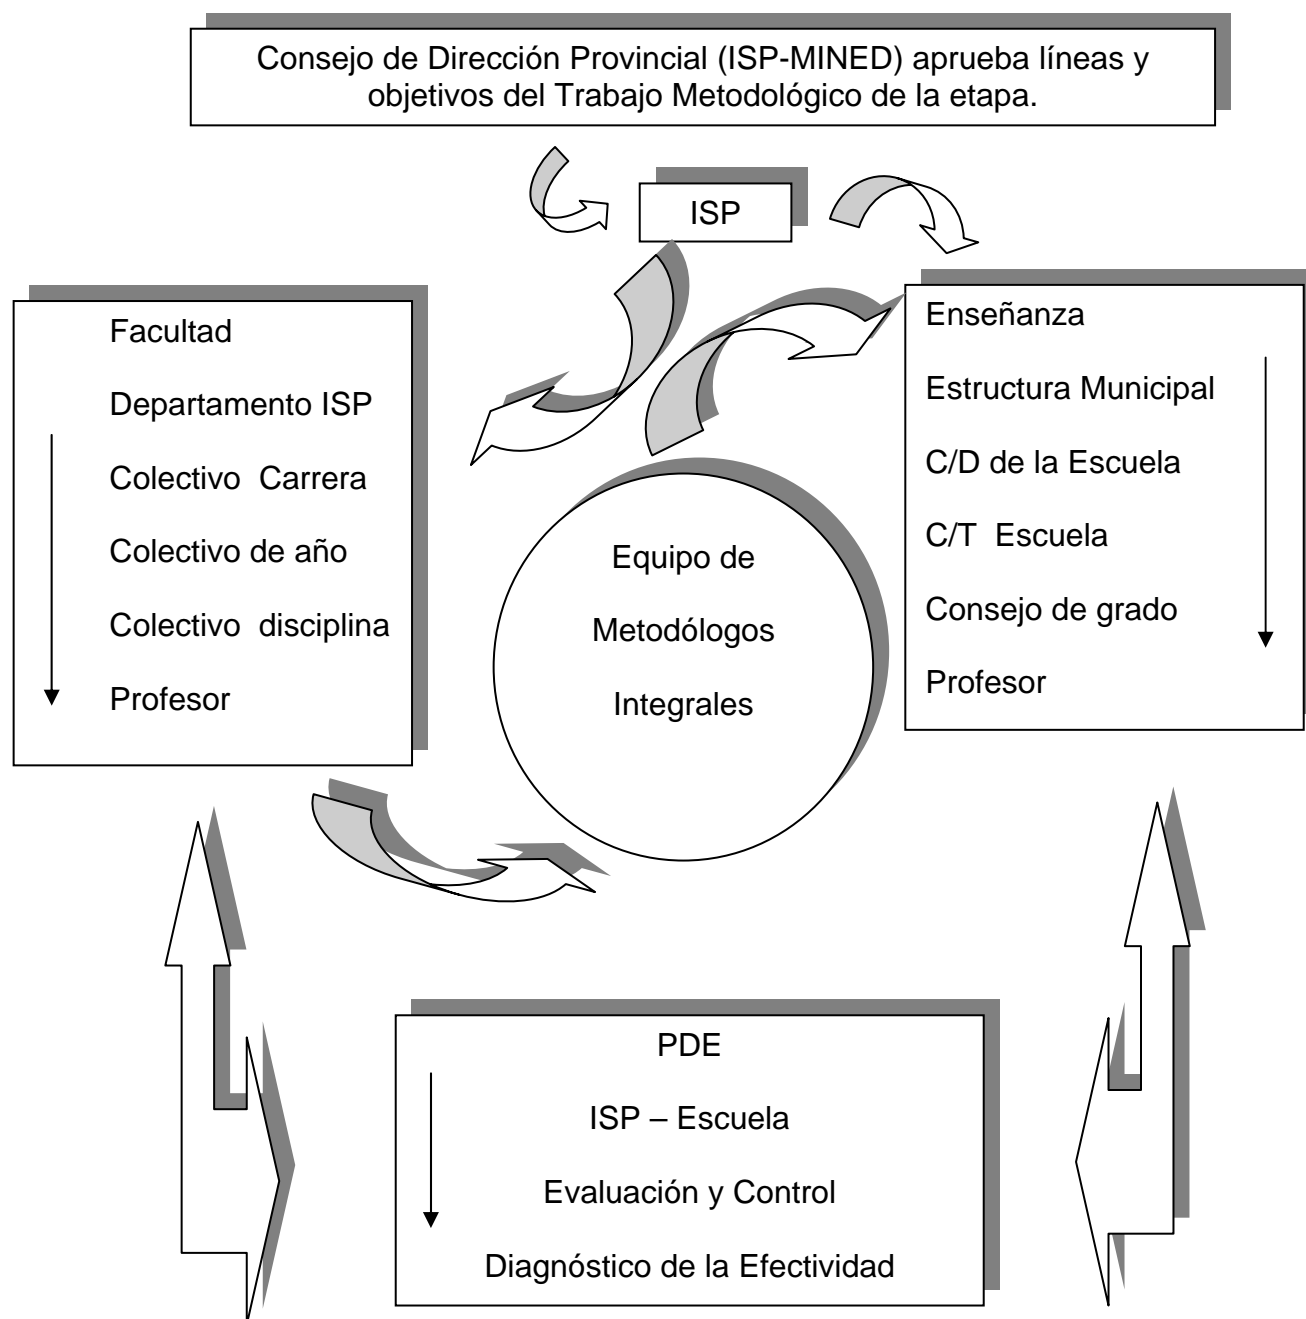 Consejo de Dirección Provincial (ISP-MINED) aprueba líneas y
objetivos del Trabajo Metodológico de la etapa.
ISP
Facultad
Departamento ISP
Colectivo Carrera
Colectivo de año
Colectivo disciplina
Profesor
Equipo de
Metodólogos
Integrales
Enseñanza
Estructura Municipal
C/D de la Escuela
C/T Escuela
Consejo de grado
Profesor
PDE
ISP – Escuela
Evaluación y Control
Diagnóstico de la Efectividad